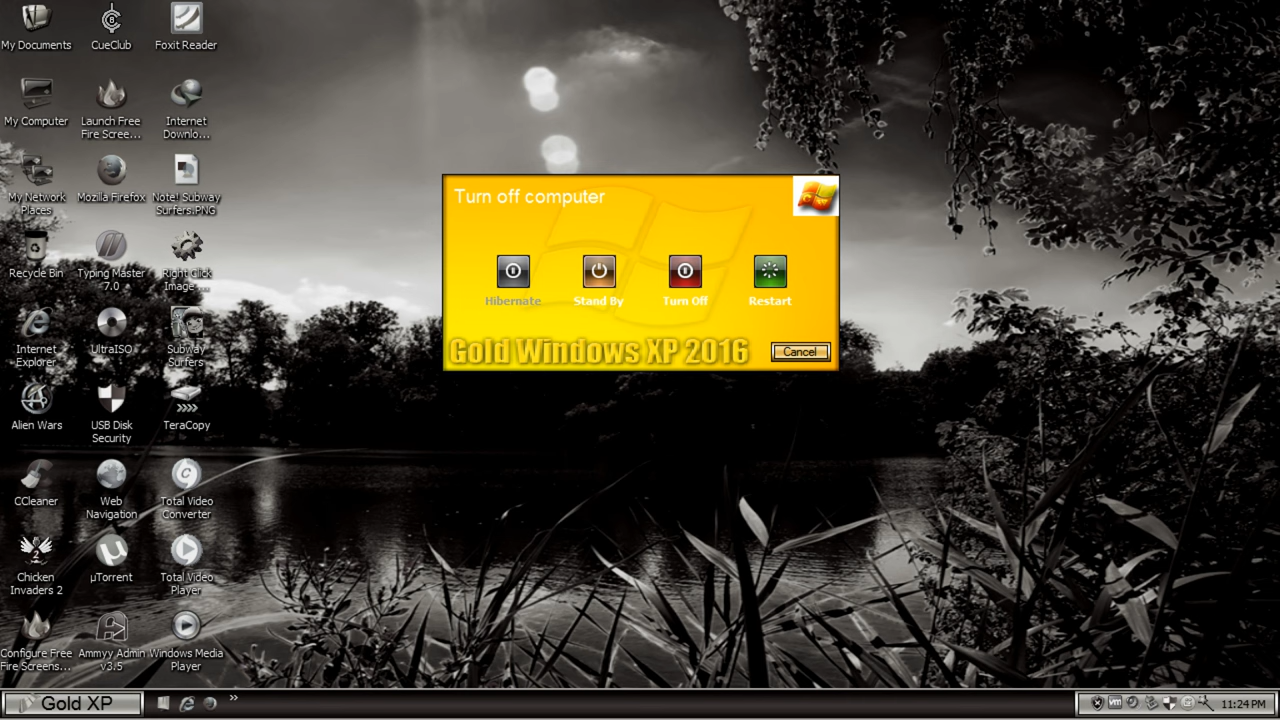 My Documents
CueClub
Foxit Reader
My Computer
Launch Free
Fire Scree...
Internet
Downlo...
My Network
Places
Mozilla Firefox
Note! Subway
Surfers.PNG
Recycle Bin
Typing Master
7.0
Right Click
Image ...
Internet
Explorer
UltraISO
Subway
Surfers
Alien Wars
USB Disk
Security
TeraCopy
CCleaner
Web
Navigation
Total Video
Converter
Chicken
Invaders 2
µTorrent
Total Video
Player
Configure Free
Fire Screens...
Ammyy Admin
v3.5
Windows Media
Player
Turn off computer
Hibernate
Stand By
Turn Off
Restart
Gold Windows XP 2016
Cancel
Gold XP
11:24 PM